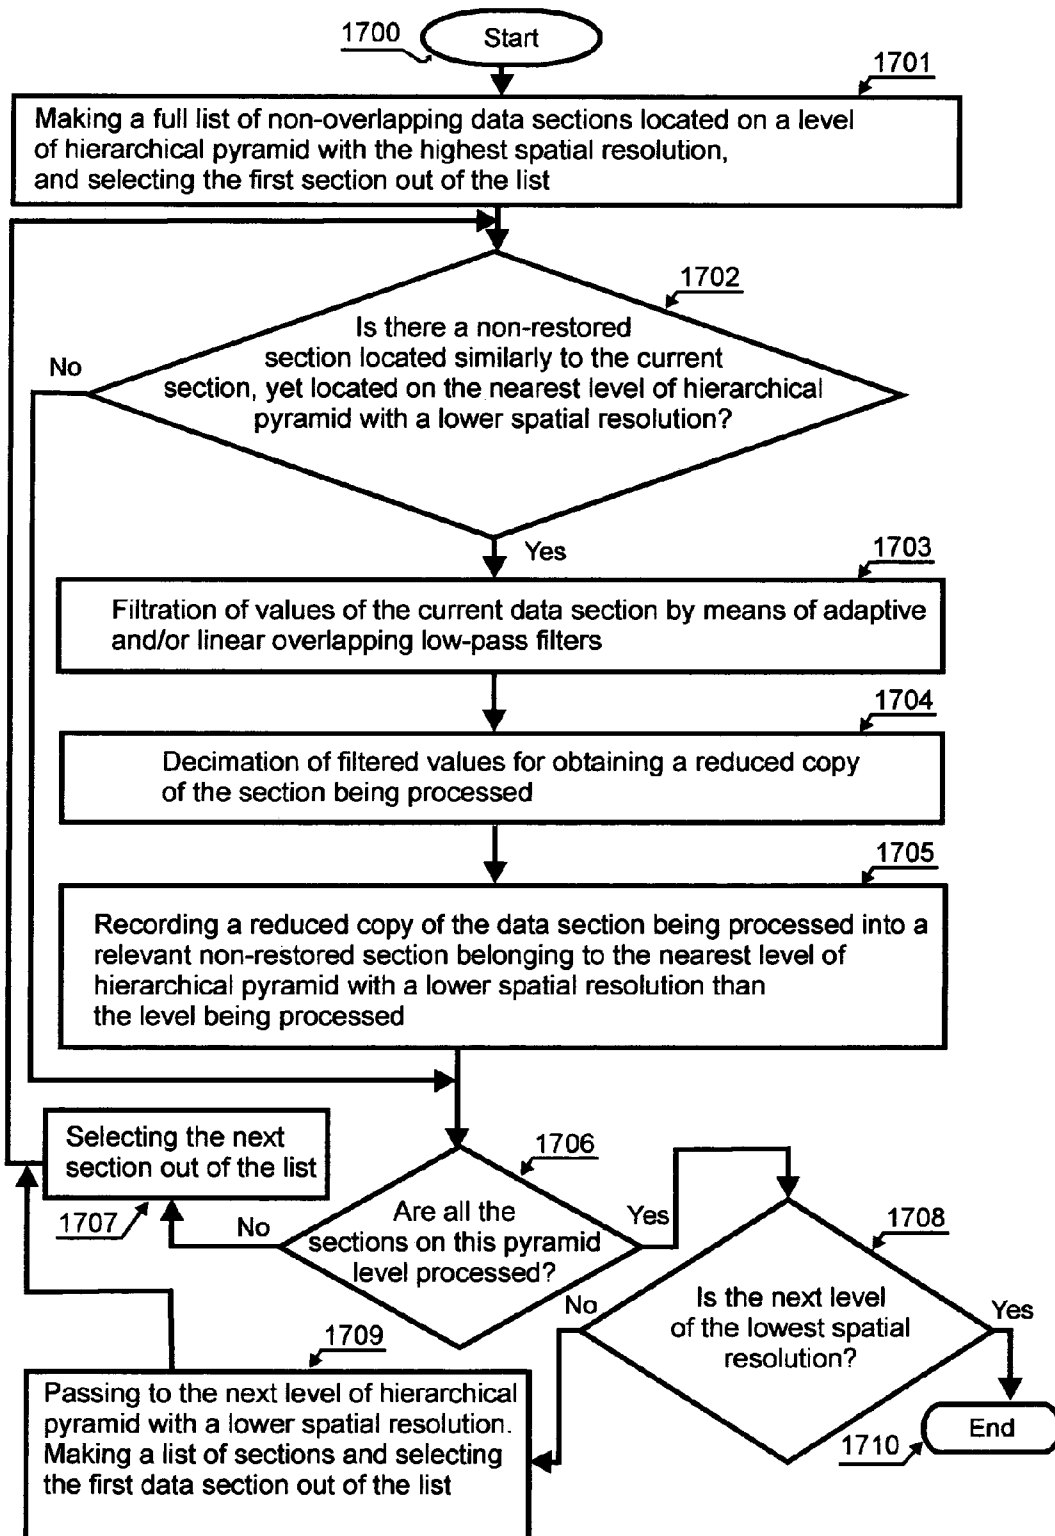 1700
Start
1701
Making a full list of non-overlapping data sections located on a level
of hierarchical pyramid with the highest spatial resolution,
and selecting the first section out of the list
1702
Is there a non-restored
section located similarly to the current
section, yet located on the nearest level of hierarchical
pyramid with a lower spatial resolution?
No
Yes
1703
Filtration of values of the current data section by means of adaptive
and/or linear overlapping low-pass filters
1704
Decimation of filtered values for obtaining a reduced copy
of the section being processed
1705
Recording a reduced copy of the data section being processed into a
relevant non-restored section belonging to the nearest level of
hierarchical pyramid with a lower spatial resolution than
the level being processed
Selecting the next
section out of the list
1707
1706
Are all the
sections on this pyramid
level processed?
No
Yes
1708
Is the next level
of the lowest spatial
resolution?
No
Yes
1709
Passing to the next level of hierarchical
pyramid with a lower spatial resolution.
Making a list of sections and selecting
the first data section out of the list
End
1710